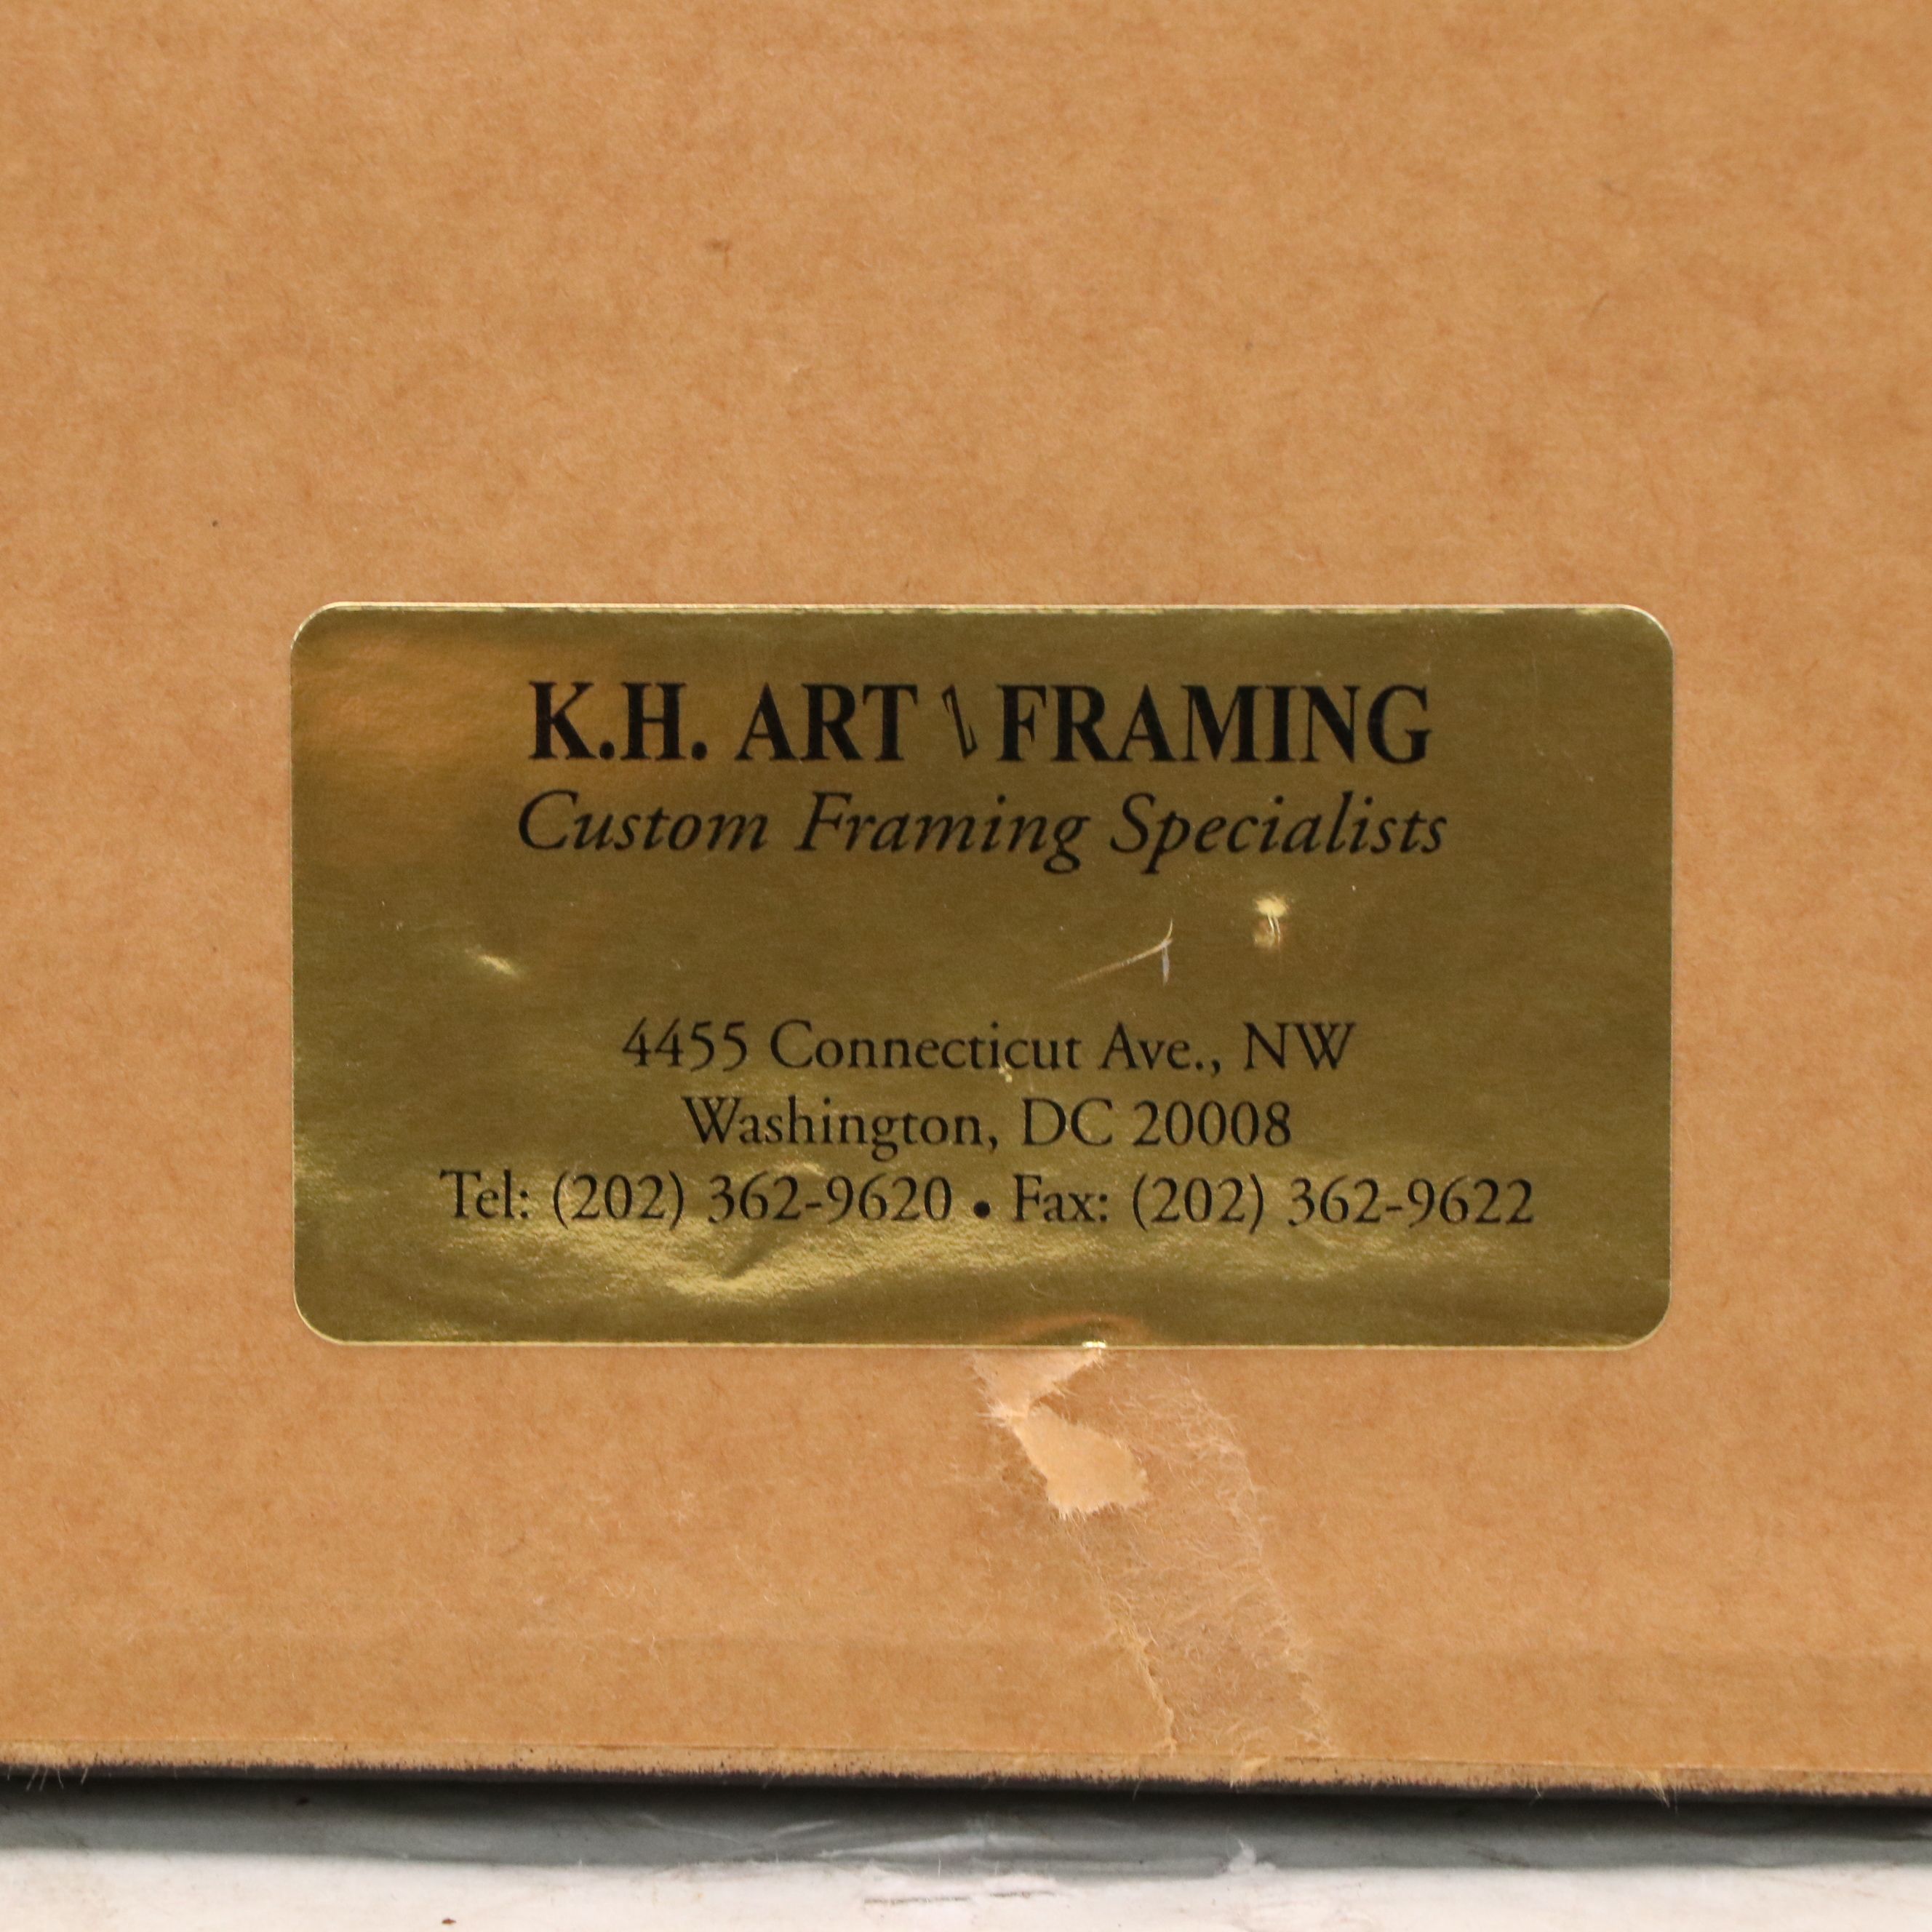 K.H. ART FRAMING
Custom Framing Specialists
4455 Connecticut Ave., NW
Washington, DC 20008
Tel: (202) 362-9620 • Fax: (202) 362-9622